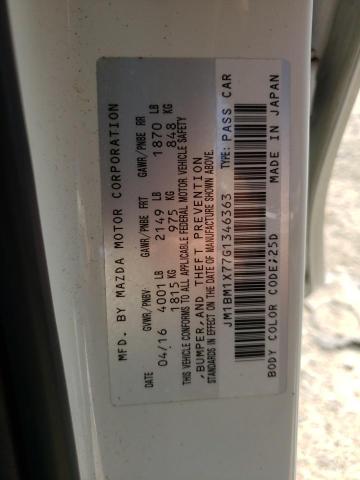 MFD. BY MAZDA MOTOR CORPORATION
DATE GVWR/PNBV GAWR/PNBE FRT GAWR/PNBE RR
04/16 4001 LB 2149 LB 1870 LB
1815 KG 975 KG 848 KG
THIS VEHICLE CONFORMS TO ALL APPLICABLE FEDERAL MOTOR VEHICLE SAFETY
,BUMPER,AND THEFT PREVENTION
STANDARDS IN EFFECT ON THE DATE OF MANUFACTURE SHOWN ABOVE.
JM1BM1X77G1346363 TYPE: PASS CAR
BODY COLOR CODE;25D MADE IN JAPAN